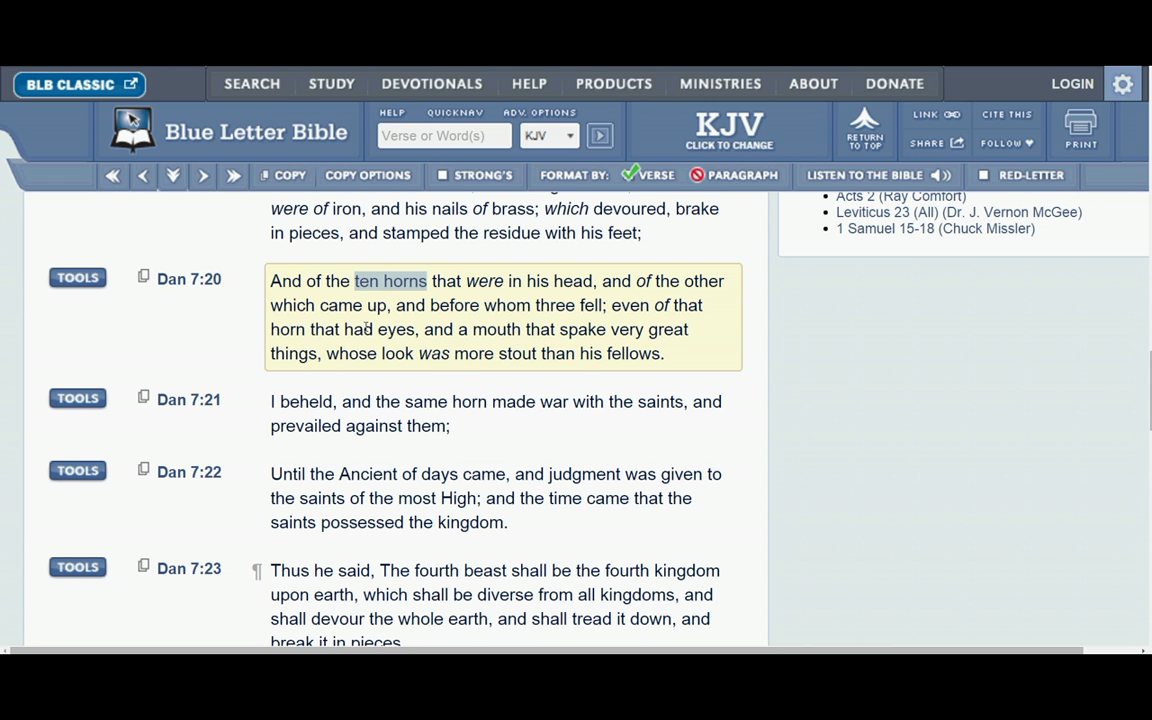 BLB CLASSIC
SEARCH STUDY DEVOTIONALS HELP PRODUCTS MINISTRIES ABOUT DONATE LOGIN
HELP QUICKNAV ADV. OPTIONS
Blue Letter Bible
Verse or Word(s) KJV
KJV
CLICK TO CHANGE
RETURN
TO TOP
LINK CITE THIS
SHARE FOLLOW
PRINT
COPY COPY OPTIONS STRONG'S FORMAT BY: VERSE PARAGRAPH LISTEN TO THE BIBLE RED-LETTER
were of iron, and his nails of brass; which devoured, brake
in pieces, and stamped the residue with his feet;
Acts 2 (Ray Comfort)
Leviticus 23 (All) (Dr. J. Vernon McGee)
1 Samuel 15-18 (Chuck Missler)
TOOLS Dan 7:20
And of the ten horns that were in his head, and of the other
which came up, and before whom three fell; even of that
horn that had eyes, and a mouth that spake very great
things, whose look was more stout than his fellows.
TOOLS Dan 7:21
I beheld, and the same horn made war with the saints, and
prevailed against them;
TOOLS Dan 7:22
Until the Ancient of days came, and judgment was given to
the saints of the most High; and the time came that the
saints possessed the kingdom.
TOOLS Dan 7:23
¶ Thus he said, The fourth beast shall be the fourth kingdom
upon earth, which shall be diverse from all kingdoms, and
shall devour the whole earth, and shall tread it down, and
break it in pieces